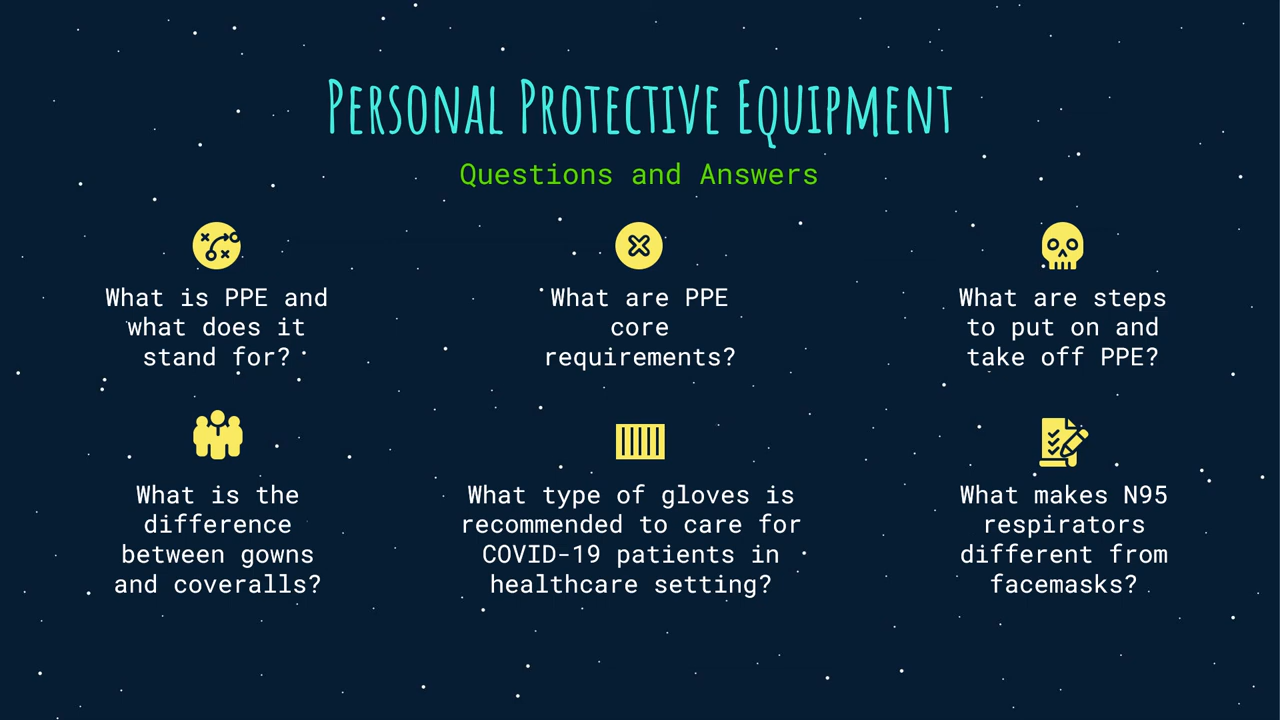 Personal Protective Equipment
Questions and Answers
What is PPE and
what does it
stand for?
What are PPE
core
requirements?
What are steps
to put on and
take off PPE?
What is the
difference
between gowns
and coveralls?
What type of gloves is
recommended to care for
COVID-19 patients in
healthcare setting?
What makes N95
respirators
different from
facemasks?